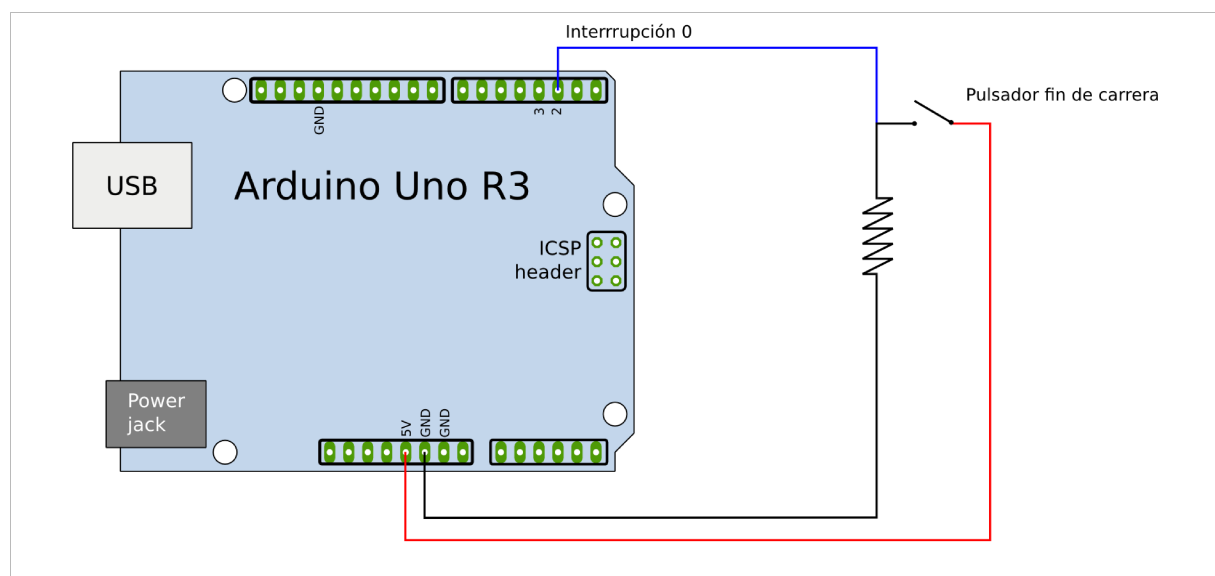 Interrrupción 0
Pulsador fin de carrera
GND
3
2
USB
Arduino Uno R3
ICSP
header
Power
jack
5V
GND
GND